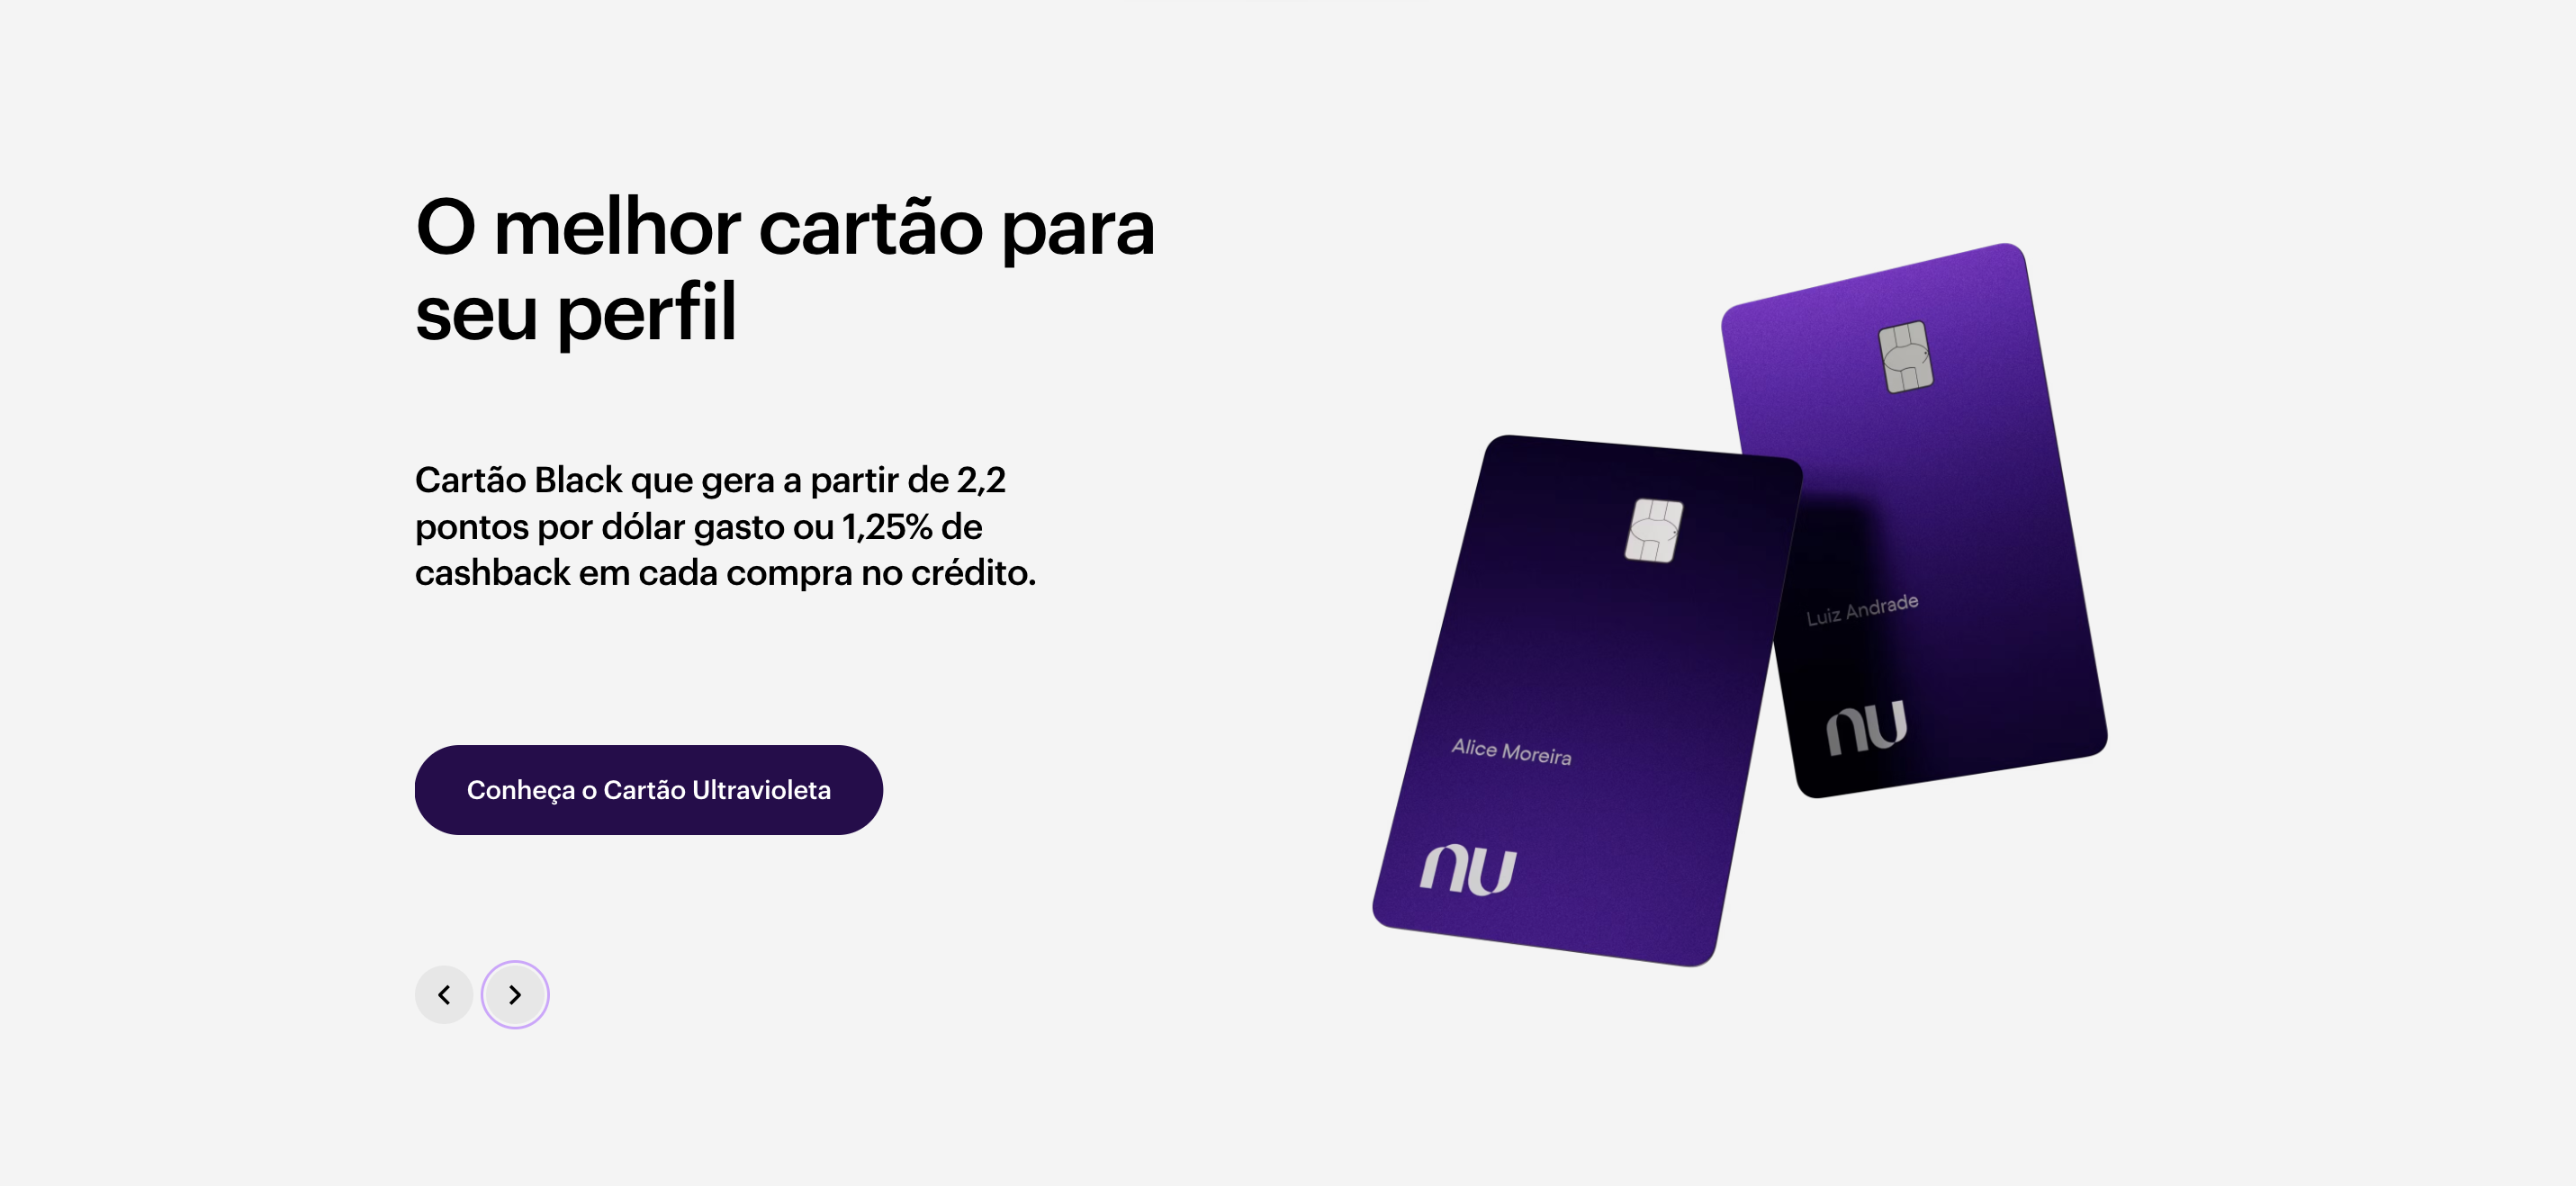 O melhor cartão para
seu perfil
Cartão Black que gera a partir de 2,2
pontos por dólar gasto ou 1,25% de
cashback em cada compra no crédito.
Conheça o Cartão Ultravioleta
Luiz Andrade
nu
Alice Moreira
nu